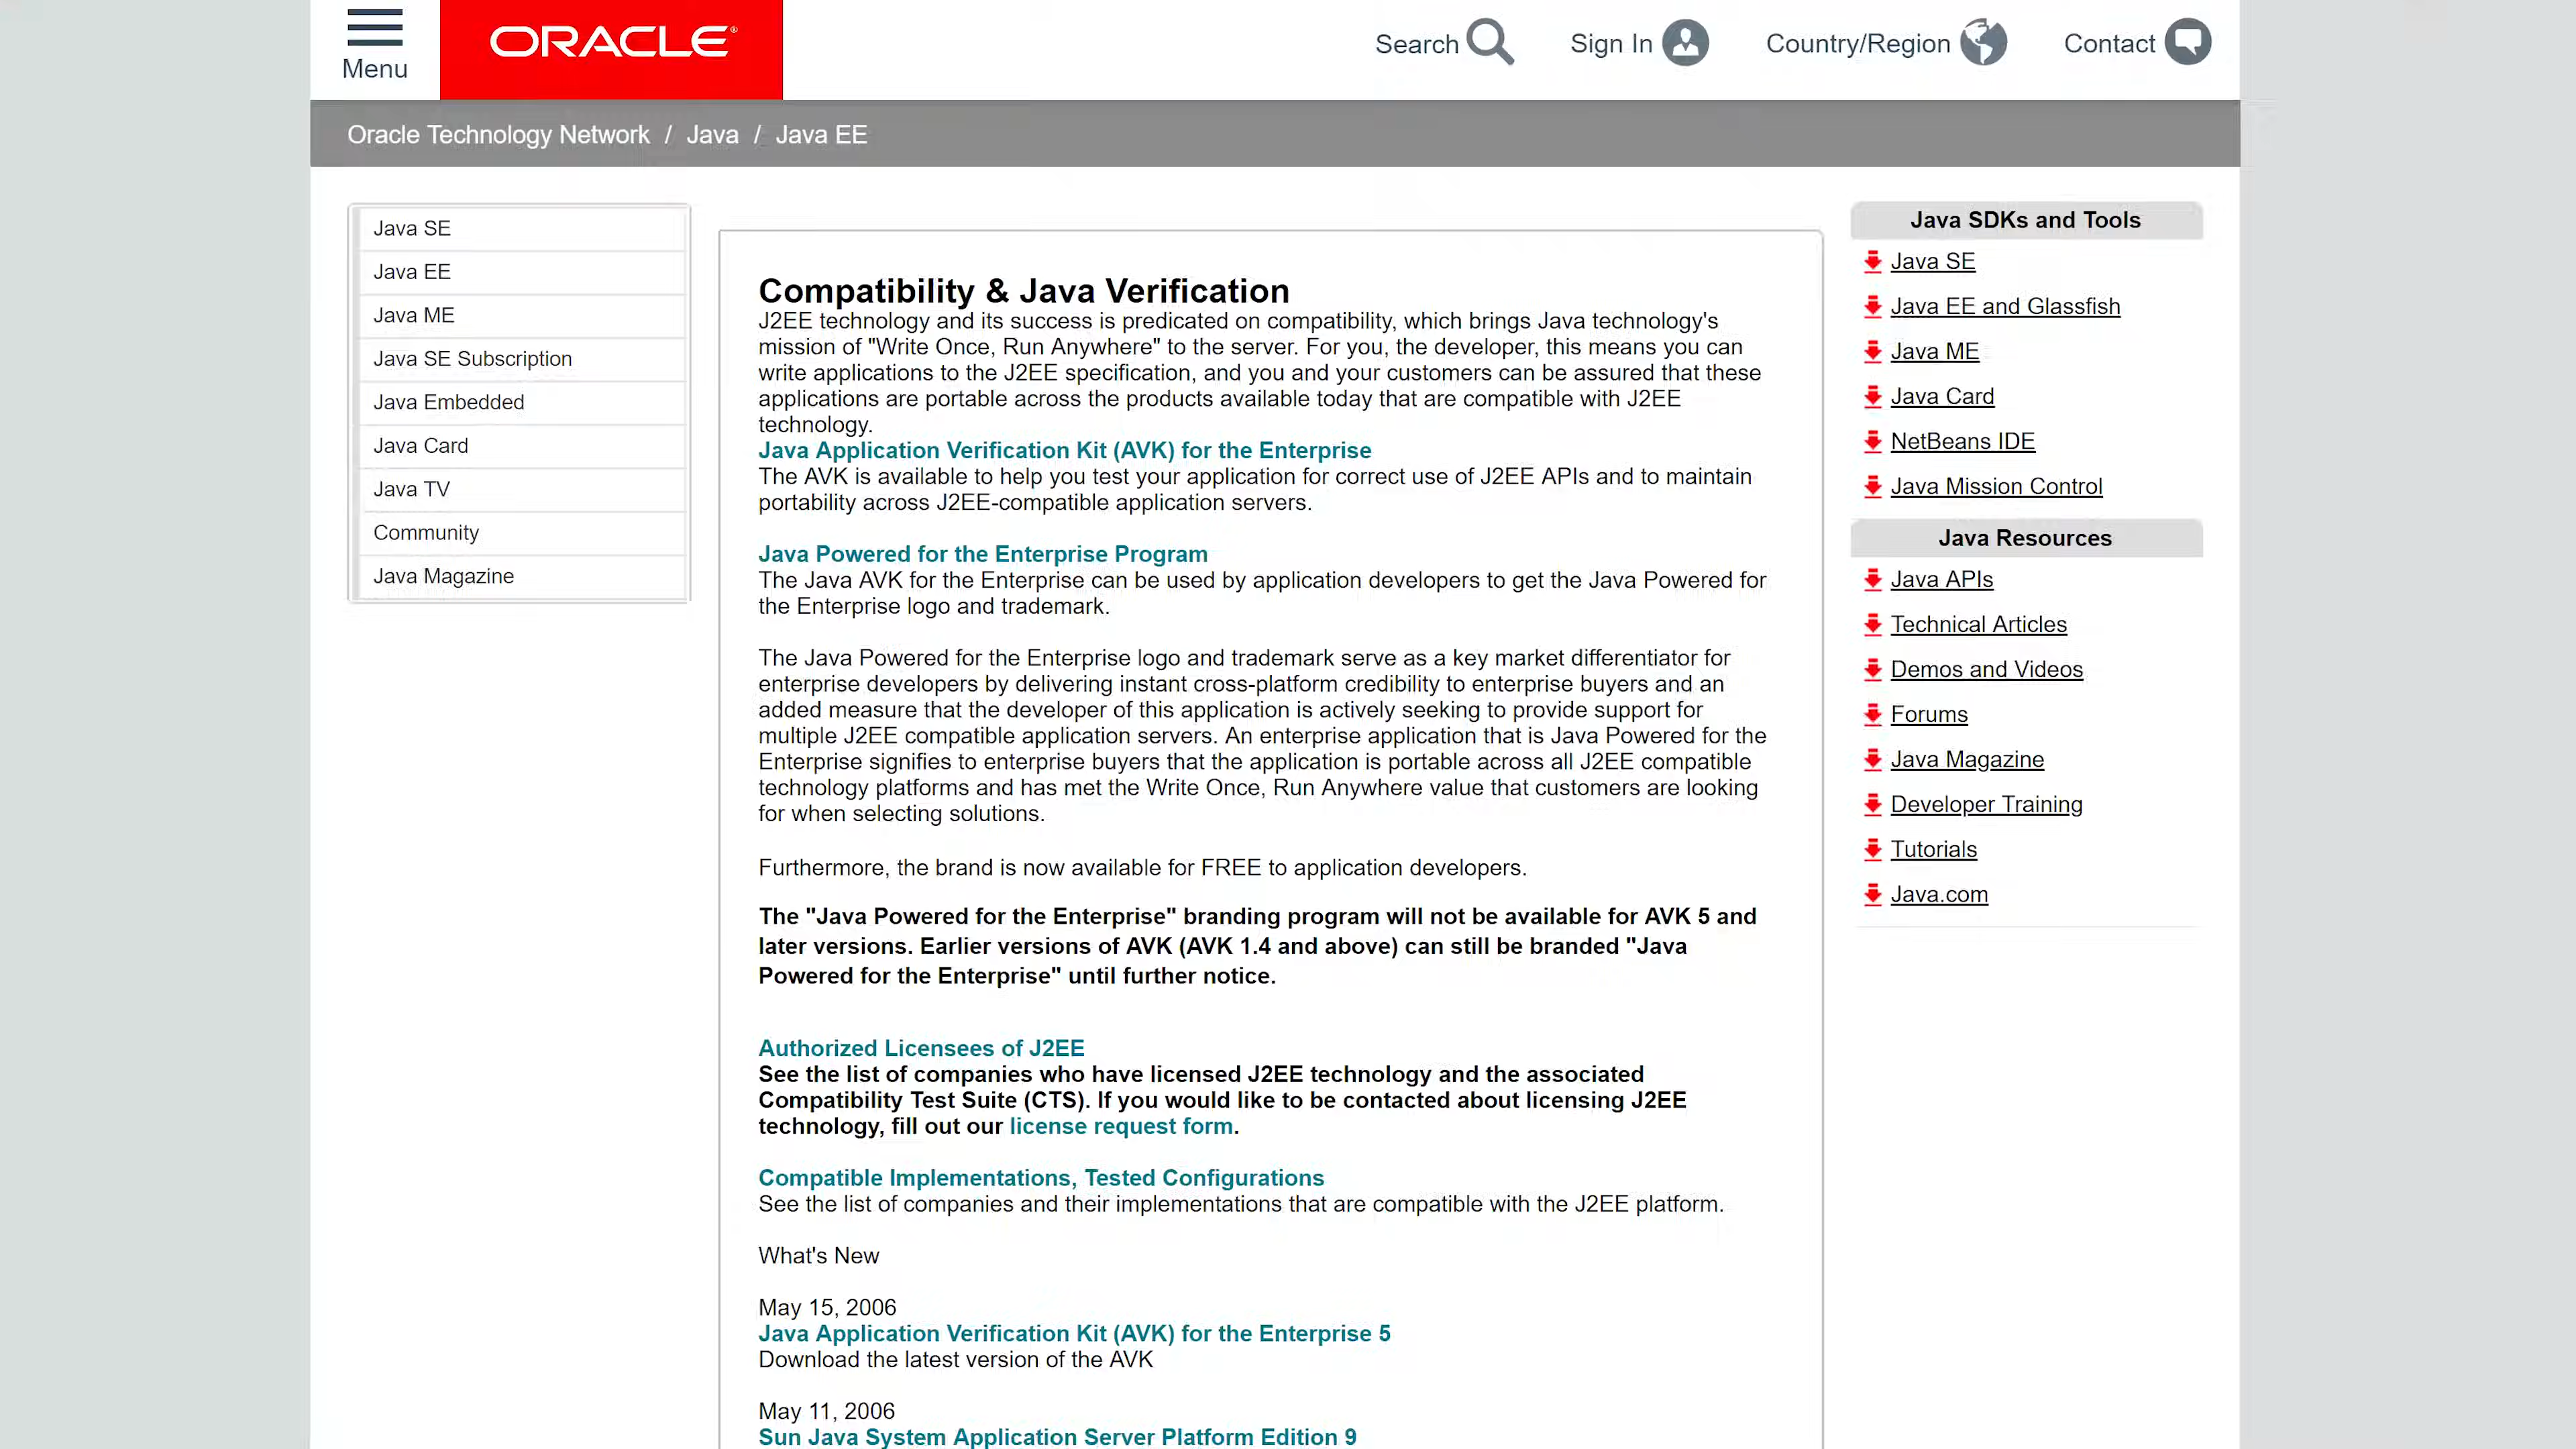 Menu
ORACLE
Search
Sign In
Country/Region
Contact
Oracle Technology Network / Java / Java EE
Java SE
Java EE
Java ME
Java SE Subscription
Java Embedded
Java Card
Java TV
Community
Java Magazine
Compatibility & Java Verification
J2EE technology and its success is predicated on compatibility, which brings Java technology's
mission of "Write Once, Run Anywhere" to the server. For you, the developer, this means you can
write applications to the J2EE specification, and you and your customers can be assured that these
applications are portable across the products available today that are compatible with J2EE
technology.
Java Application Verification Kit (AVK) for the Enterprise
The AVK is available to help you test your application for correct use of J2EE APIs and to maintain
portability across J2EE-compatible application servers.
Java Powered for the Enterprise Program
The Java AVK for the Enterprise can be used by application developers to get the Java Powered for
the Enterprise logo and trademark.
The Java Powered for the Enterprise logo and trademark serve as a key market differentiator for
enterprise developers by delivering instant cross-platform credibility to enterprise buyers and an
added measure that the developer of this application is actively seeking to provide support for
multiple J2EE compatible application servers. An enterprise application that is Java Powered for the
Enterprise signifies to enterprise buyers that the application is portable across all J2EE compatible
technology platforms and has met the Write Once, Run Anywhere value that customers are looking
for when selecting solutions.
Furthermore, the brand is now available for FREE to application developers.
The "Java Powered for the Enterprise" branding program will not be available for AVK 5 and
later versions. Earlier versions of AVK (AVK 1.4 and above) can still be branded "Java
Powered for the Enterprise" until further notice.
Authorized Licensees of J2EE
See the list of companies who have licensed J2EE technology and the associated
Compatibility Test Suite (CTS). If you would like to be contacted about licensing J2EE
technology, fill out our license request form.
Compatible Implementations, Tested Configurations
See the list of companies and their implementations that are compatible with the J2EE platform.
What's New
May 15, 2006
Java Application Verification Kit (AVK) for the Enterprise 5
Download the latest version of the AVK
May 11, 2006
Sun Java System Application Server Platform Edition 9
Java SDKs and Tools
Java SE
Java EE and Glassfish
Java ME
Java Card
NetBeans IDE
Java Mission Control
Java Resources
Java APIs
Technical Articles
Demos and Videos
Forums
Java Magazine
Developer Training
Tutorials
Java.com